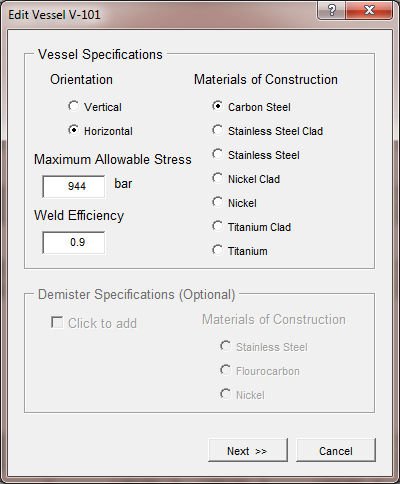 Edit Vessel V-101
Vessel Specifications
Orientation
Vertical
Horizontal
Maximum Allowable Stress
944 bar
Weld Efficiency
0.9
Materials of Construction
Carbon Steel
Stainless Steel Clad
Stainless Steel
Nickel Clad
Nickel
Titanium Clad
Titanium
Demister Specifications (Optional)
Click to add
Materials of Construction
Stainless Steel
Flourocarbon
Nickel
Next >>
Cancel